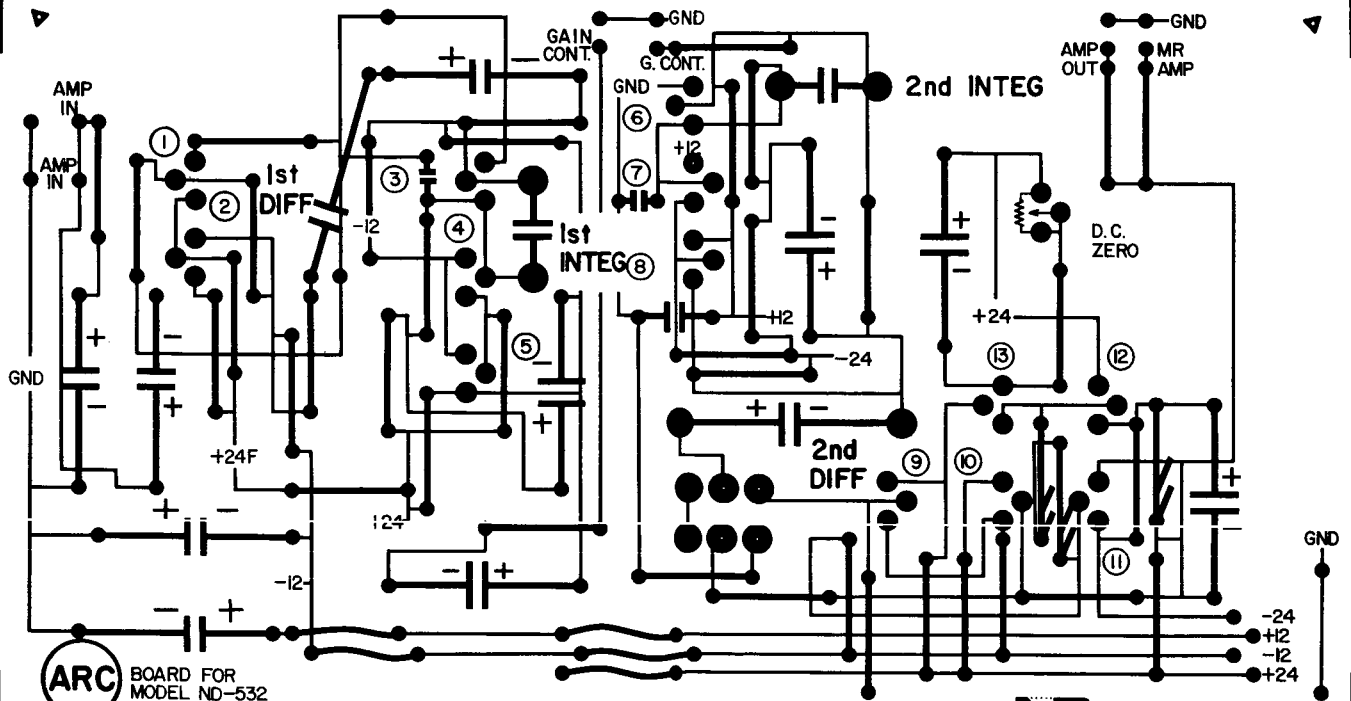 GND
GAIN CONT.
G. CONT.
GND
AMP OUT
MR AMP
GND
2nd INTEG
AMP IN
AMP IN
1
1st DIFF
2
-12
3
4
1st INTEG
5
6
+12
7
8
+12
-24
D.C. ZERO
+24
13
12
GND
+
-
-
+
+
-
+24F
-
+
-
+
+
-
+
-
+
-
2nd DIFF
9
10
+
-
11
GND
+
-
-12
-
+
-
+
-24
+12
-12
+24
ARC
BOARD FOR
MODEL ND-532